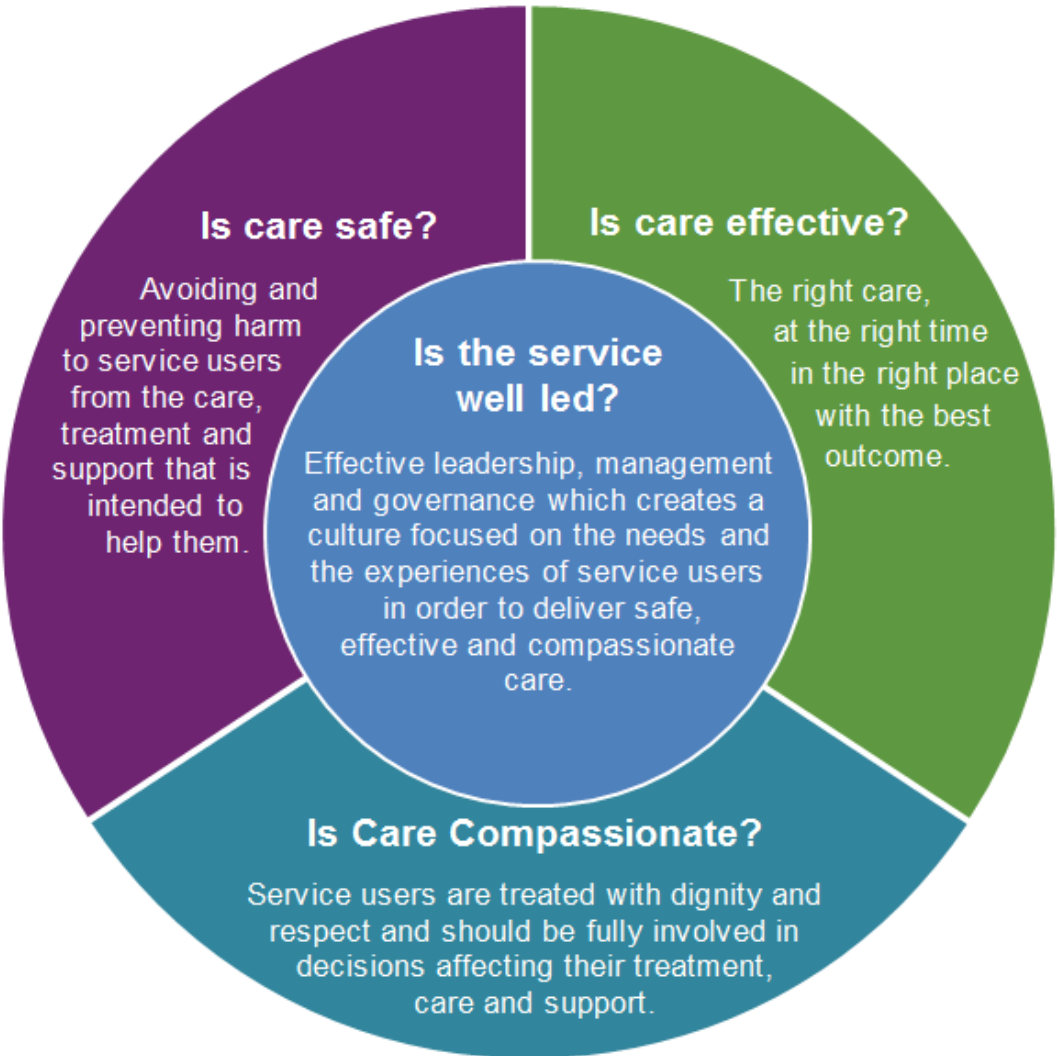 Is care safe?
Avoiding and
preventing harm
to service users
from the care,
treatment and
support that is
intended to
help them.
Is care effective?
The right care,
at the right time
in the right place
with the best
outcome.
Is the service
well led?
Effective leadership, management
and governance which creates a
culture focused on the needs and
the experiences of service users
in order to deliver safe,
effective and compassionate
care.
Is Care Compassionate?
Service users are treated with dignity and
respect and should be fully involved in
decisions affecting their treatment,
care and support.